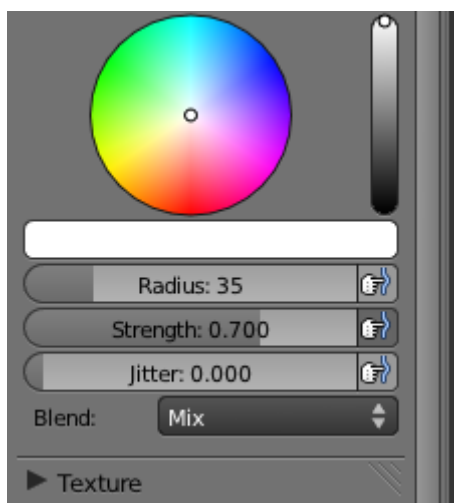 Radius: 35
Strength: 0.700
Jitter: 0.000
Blend: Mix
Texture